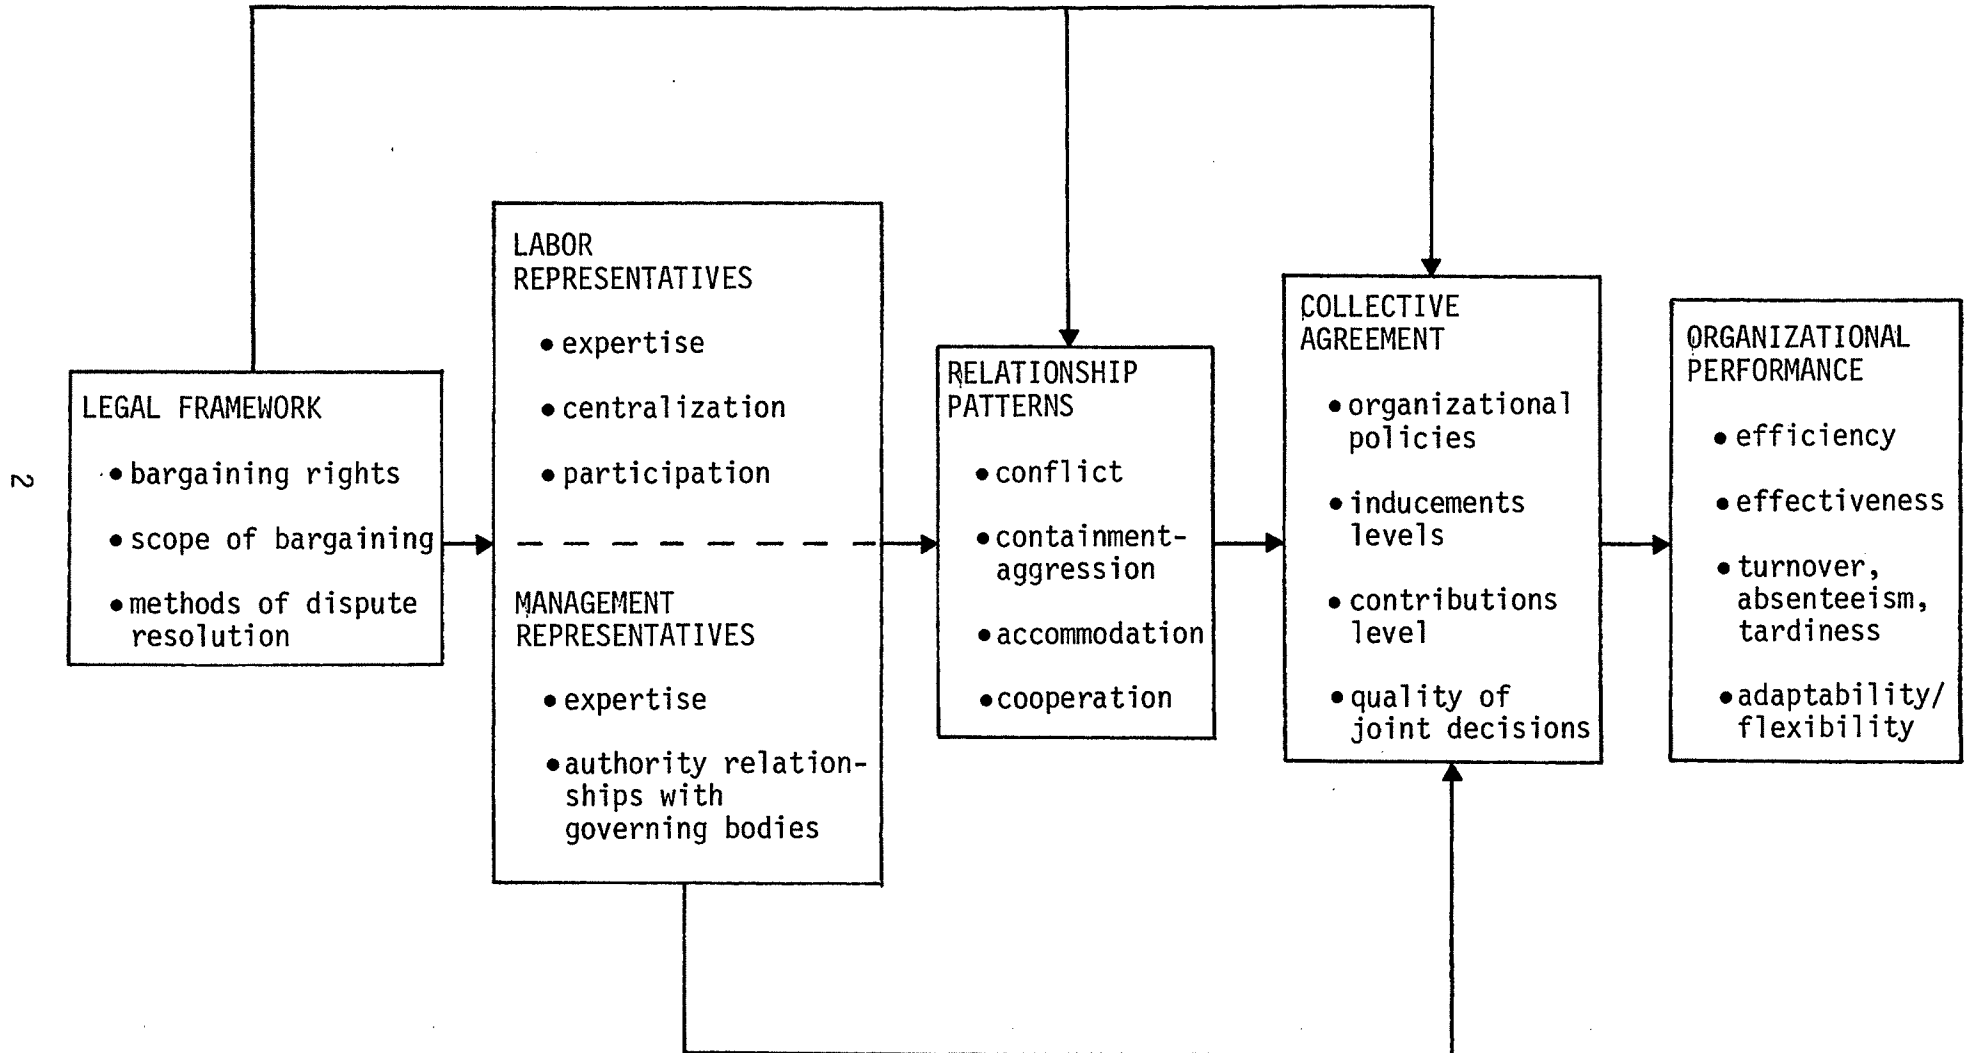 2
LEGAL FRAMEWORK
• bargaining rights
• scope of bargaining
• methods of dispute
resolution
LABOR
REPRESENTATIVES
• expertise
• centralization
• participation
MANAGEMENT
REPRESENTATIVES
• expertise
• authority relation-
ships with
governing bodies
RELATIONSHIP
PATTERNS
• conflict
• containment-
aggression
• accommodation
• cooperation
COLLECTIVE
AGREEMENT
• organizational
policies
• inducements
levels
• contributions
level
• quality of
joint decisions
ORGANIZATIONAL
PERFORMANCE
• efficiency
• effectiveness
• turnover,
absenteeism,
tardiness
• adaptability/
flexibility